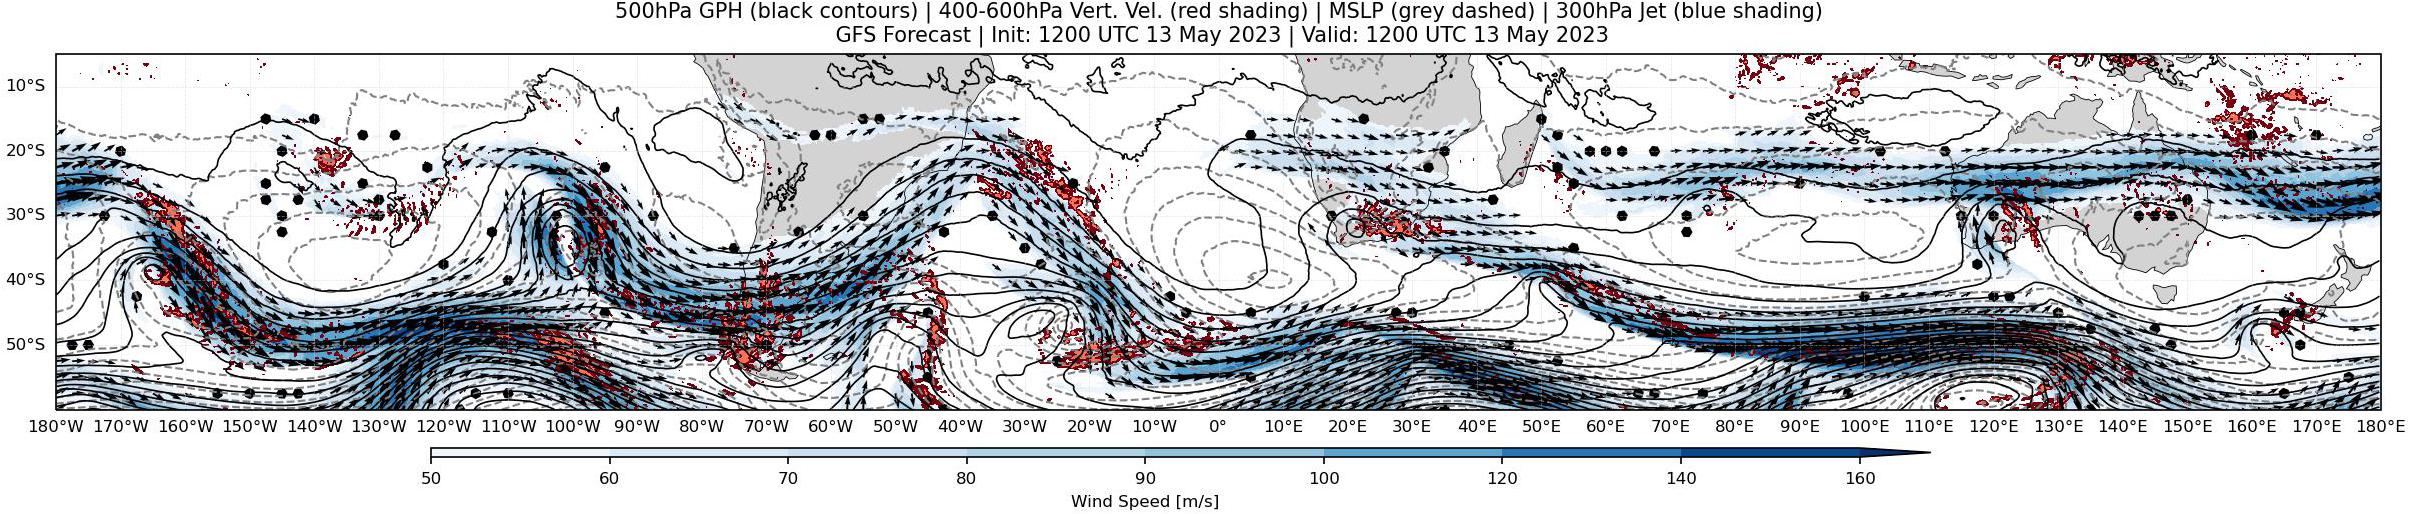 500hPa GPH (black contours) | 400-600hPa Vert. Vel. (red shading) | MSLP (grey dashed) | 300hPa Jet (blue shading)
GFS Forecast | Init: 1200 UTC 13 May 2023 | Valid: 1200 UTC 13 May 2023
10°S
20°S
30°S
40°S
50°S
180°W 170°W 160°W 150°W 140°W 130°W 120°W 110°W 100°W 90°W 80°W 70°W 60°W 50°W 40°W 30°W 20°W 10°W 0° 10°E 20°E 30°E 40°E 50°E 60°E 70°E 80°E 90°E 100°E 110°E 120°E 130°E 140°E 150°E 160°E 170°E 180°E
50 60 70 80 90 100 120 140 160
Wind Speed [m/s]